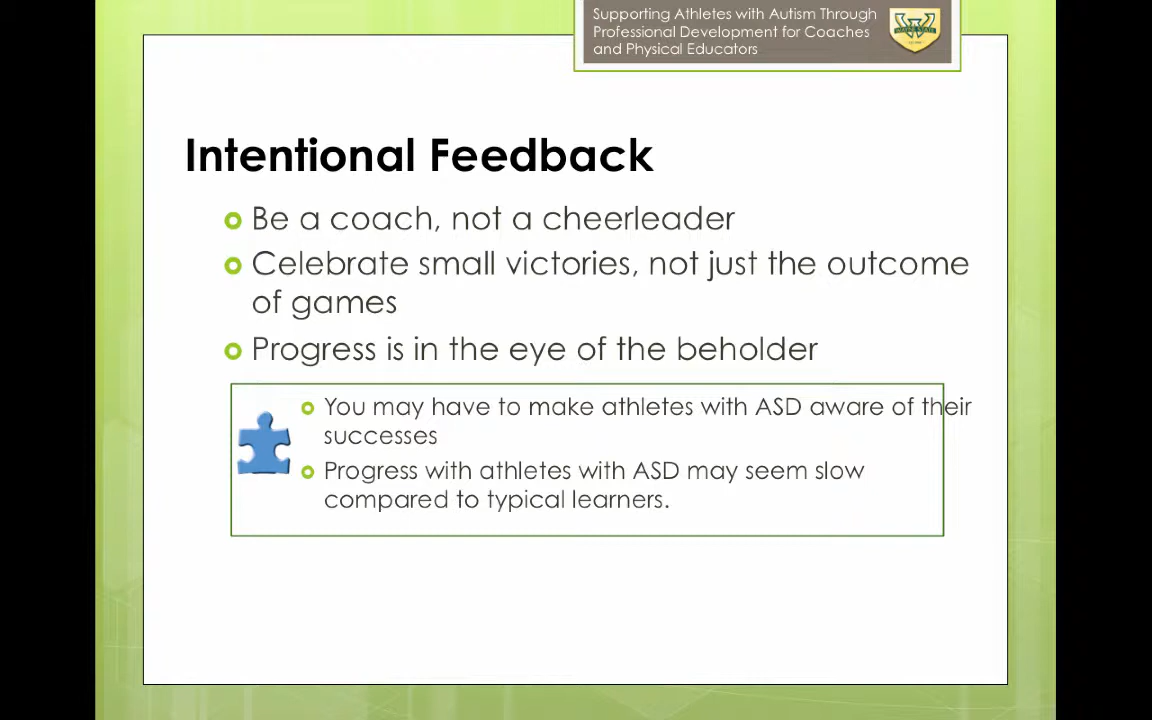 Supporting Athletes with Autism Through
Professional Development for Coaches
and Physical Educators
WAYNE STATE
Intentional Feedback
Be a coach, not a cheerleader
Celebrate small victories, not just the outcome
of games
Progress is in the eye of the beholder
You may have to make athletes with ASD aware of their
successes
Progress with athletes with ASD may seem slow
compared to typical learners.